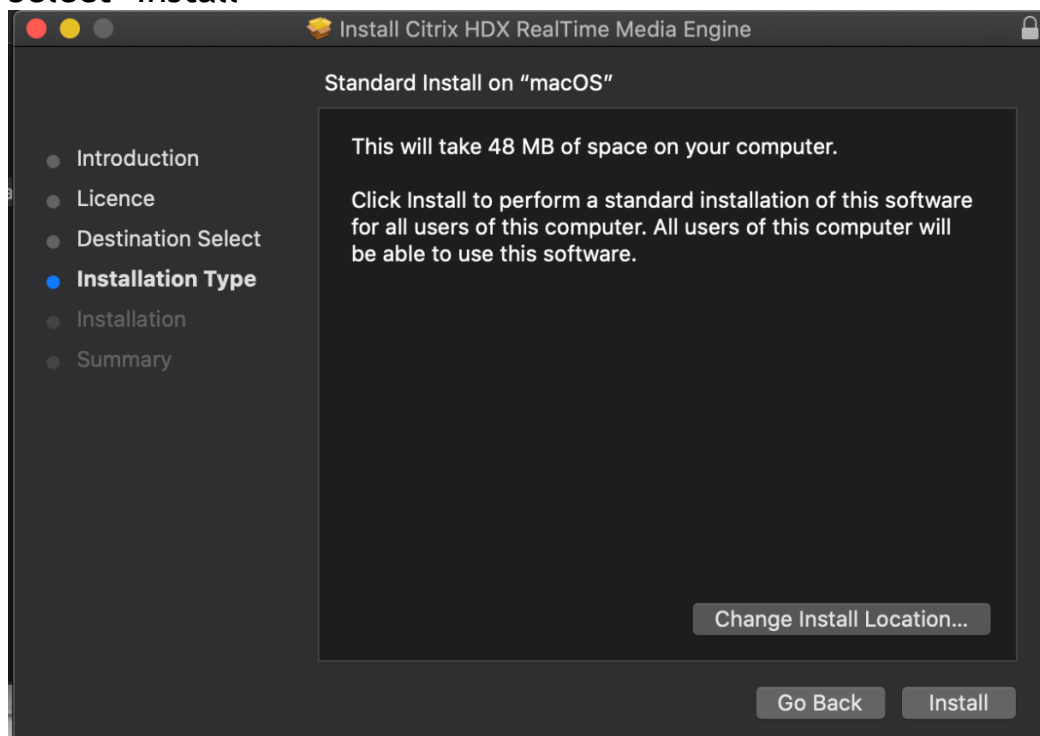 Install Citrix HDX RealTime Media Engine
Standard Install on “macOS”
Introduction
Licence
Destination Select
Installation Type
Installation
Summary
This will take 48 MB of space on your computer.
Click Install to perform a standard installation of this software
for all users of this computer. All users of this computer will
be able to use this software.
Change Install Location...
Go Back
Install